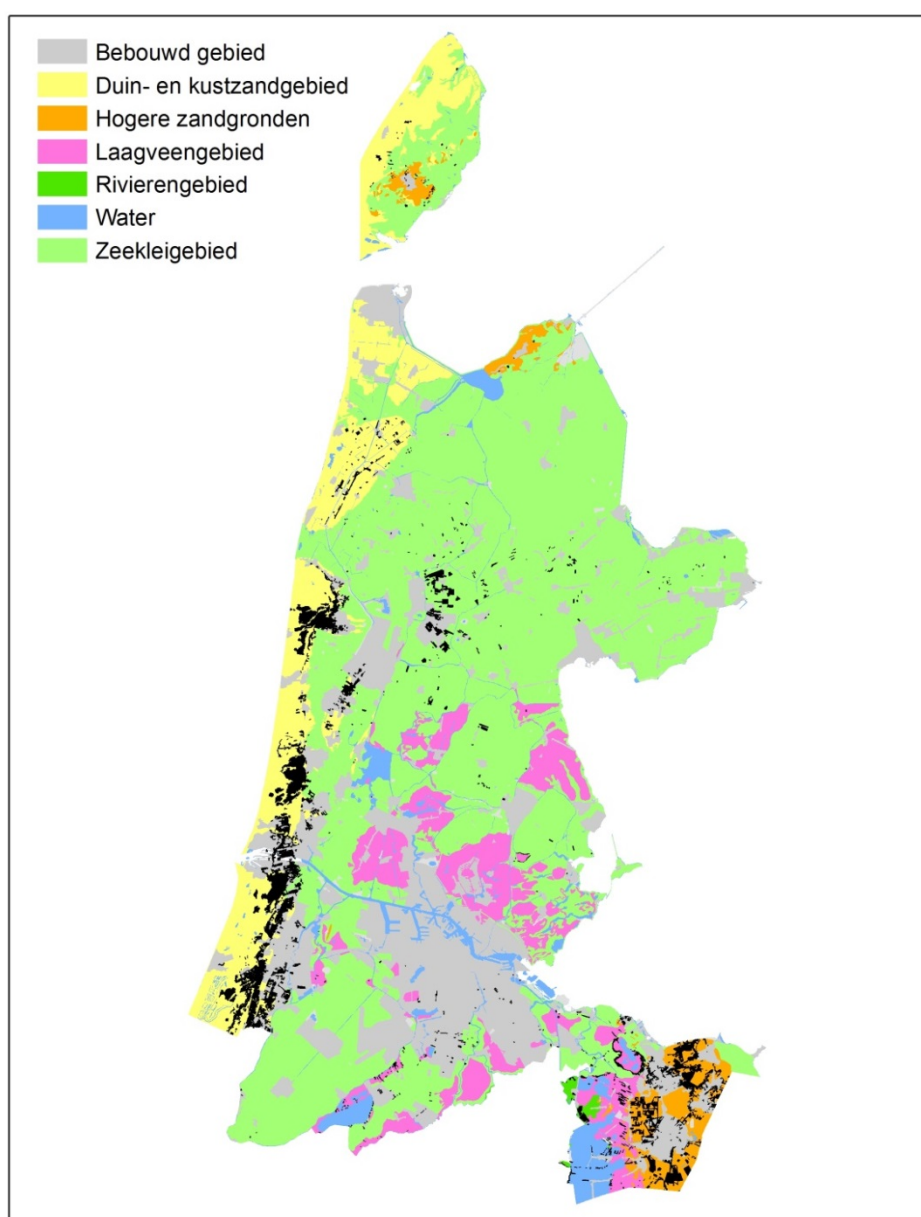 Bebouwd gebied
Duin- en kustzandgebied
Hogere zandgronden
Laagveengebied
Rivierengebied
Water
Zeekleigebied